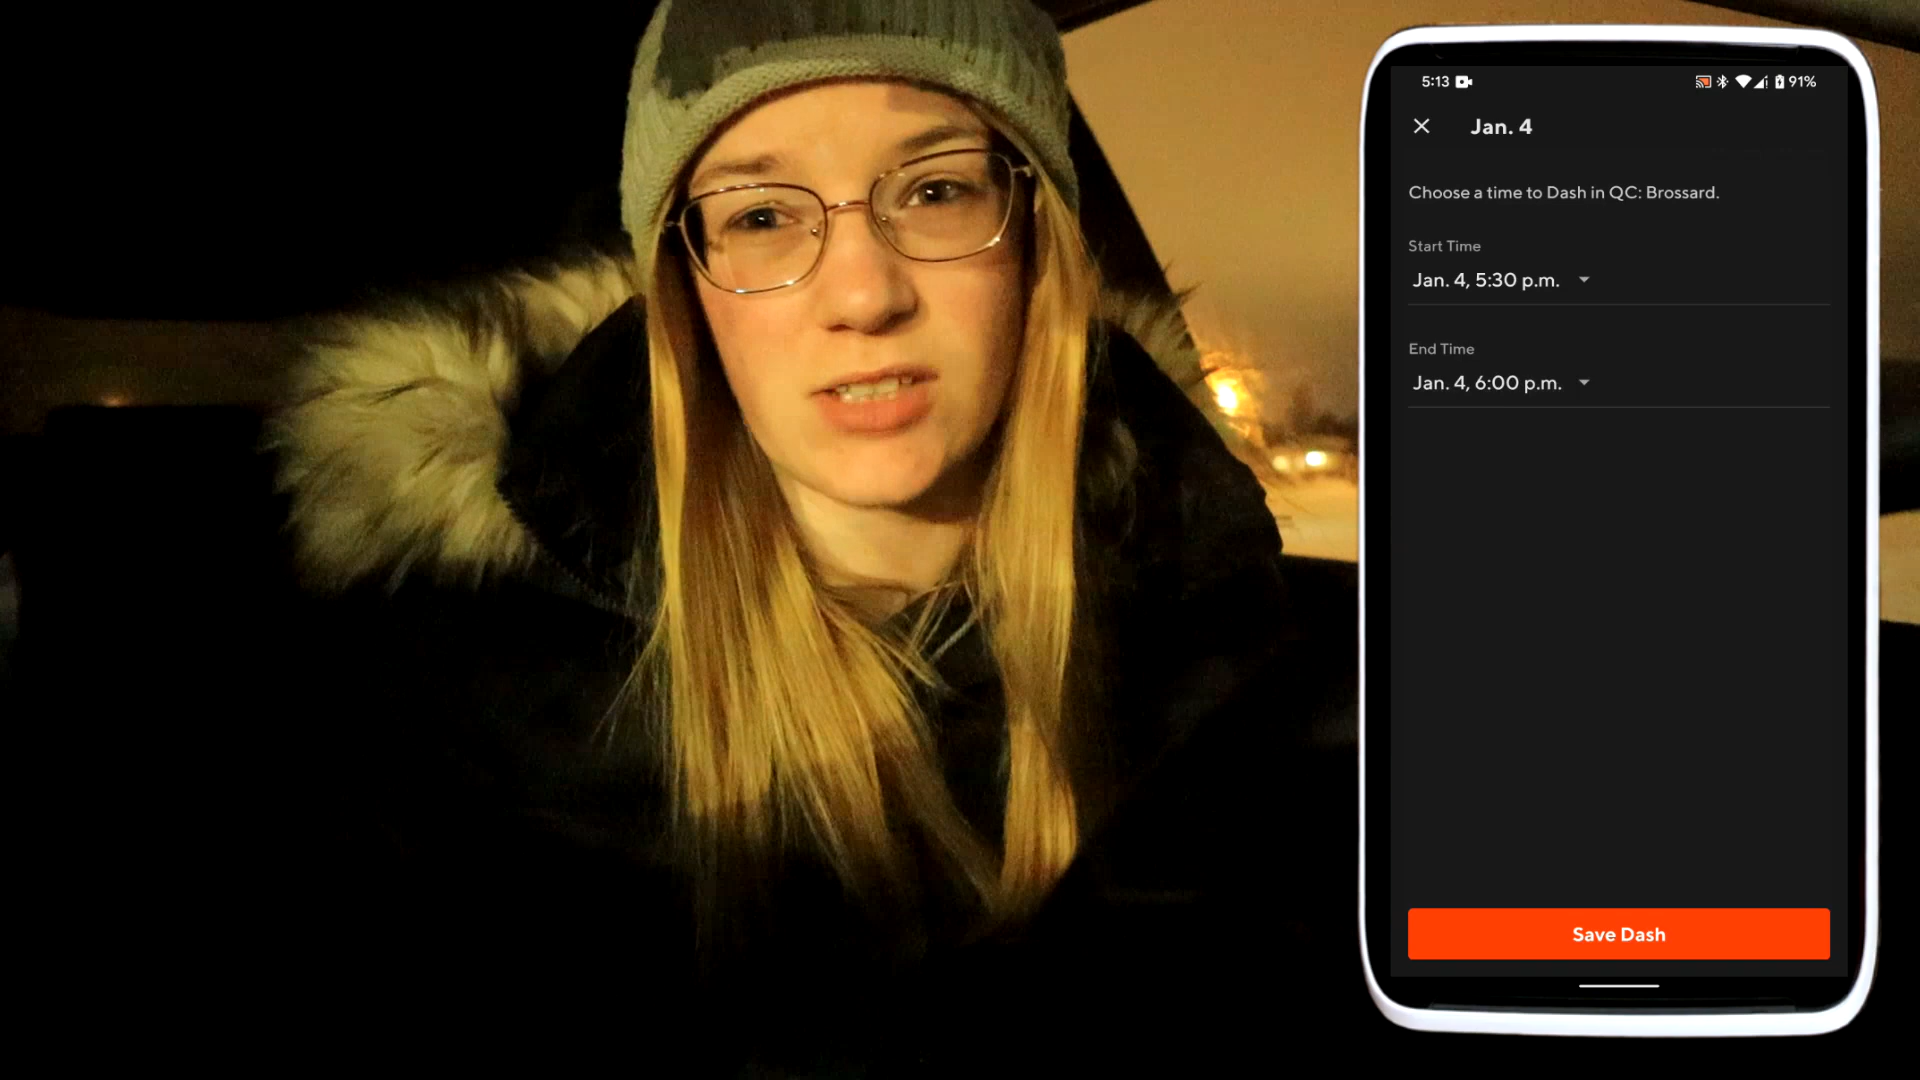 5:13 91%
Jan. 4
Choose a time to Dash in QC: Brossard.
Start Time
Jan. 4, 5:30 p.m.
End Time
Jan. 4, 6:00 p.m.
Save Dash